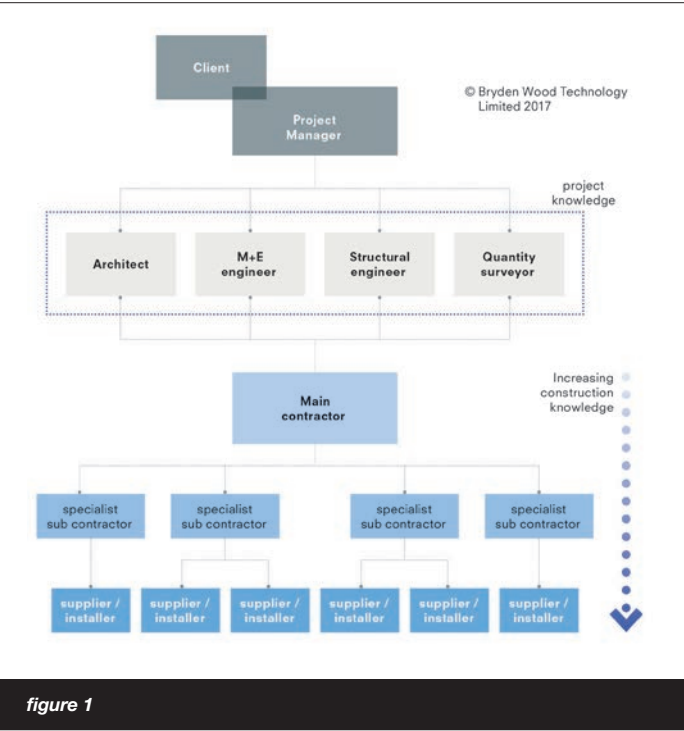 Client
Project
Manager
© Bryden Wood Technology
Limited 2017
project
knowledge
Architect
M+E
engineer
Structural
engineer
Quantity
surveyor
Main
contractor
Increasing
construction
knowledge
specialist
sub contractor
specialist
sub contractor
specialist
sub contractor
specialist
sub contractor
supplier /
installer
supplier /
installer
supplier /
installer
supplier /
installer
supplier /
installer
supplier /
installer
figure 1